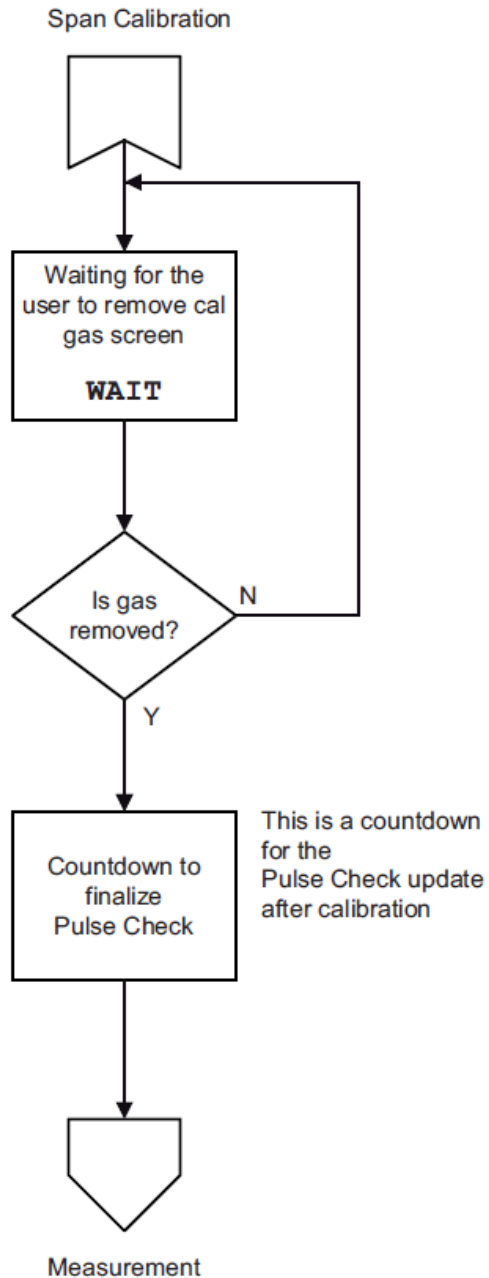 Span Calibration
Waiting for the
user to remove cal
gas screen
WAIT
Is gas
removed?
N
Y
Countdown to
finalize
Pulse Check
This is a countdown
for the
Pulse Check update
after calibration
Measurement